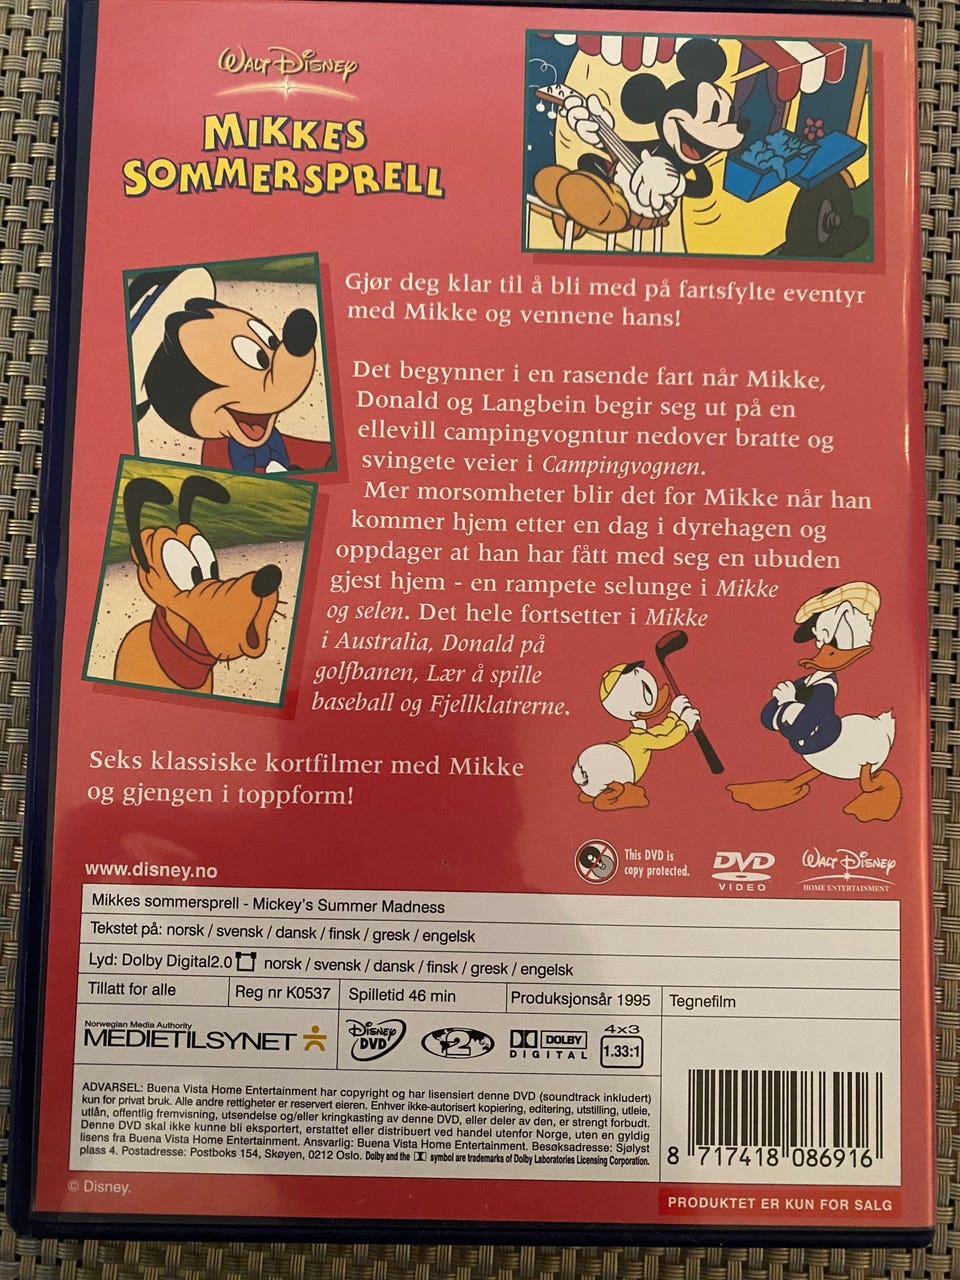 WALT DISNEY
MIKKES
SOMMERSPRELL
Gjør deg klar til å bli med på fartsfylte eventyr
med Mikke og vennene hans!
Det begynner i en rasende fart når Mikke,
Donald og Langbein begir seg ut på en
ellevill campingvogntur nedover bratte og
svingete veier i Campingvognen.
Mer morsomheter blir det for Mikke når han
kommer hjem etter en dag i dyrehagen og
oppdager at han har fått med seg en ubuden
gjest hjem - en rampete selunge i Mikke
og selen. Det hele fortsetter i Mikke
i Australia, Donald på
golfbanen, Lær å spille
baseball og Fjellklatrerne.
Seks klassiske kortfilmer med Mikke
og gjengen i toppform!
www.disney.no
This DVD is
copy protected.
DVD
VIDEO
WALT DISNEY
HOME ENTERTAINMENT
Mikkes sommersprell - Mickey's Summer Madness
Tekstet på: norsk / svensk / dansk / finsk / gresk / engelsk
Lyd: Dolby Digital2.0 norsk / svensk / dansk / finsk / gresk / engelsk
Tillatt for alle
Reg nr K0537
Spilletid 46 min
Produksjonsår 1995
Tegnefilm
Norwegian Media Authority
MEDIETILSYNET
DISNEY
DVD
2
DOLBY
DIGITAL
4x3
1.33:1
ADVARSEL: Buena Vista Home Entertainment har copyright og har lisensiert denne DVD (soundtrack inkludert)
kun for privat bruk. Alle andre rettigheter er reservert eieren. Enhver ikke-autorisert kopiering, editering, utstilling, utleie,
utlån, offentlig fremvisning, utsendelse og/eller kringkasting av denne DVD, eller deler av den, er strengt forbudt.
Denne DVD skal ikke kunne bli eksportert, erstattet eller distribuert ved handel utenfor Norge, uten en gyldig
lisens fra Buena Vista Home Entertainment. Ansvarlig: Buena Vista Home Entertainment. Besøksadresse: Sjølyst
plass 4. Postadresse: Postboks 154, Skøyen, 0212 Oslo. Dolby and the symbol are trademarks of Dolby Laboratories Licensing Corporation.
8 717418 086916
© Disney.
PRODUKTET ER KUN FOR SALG